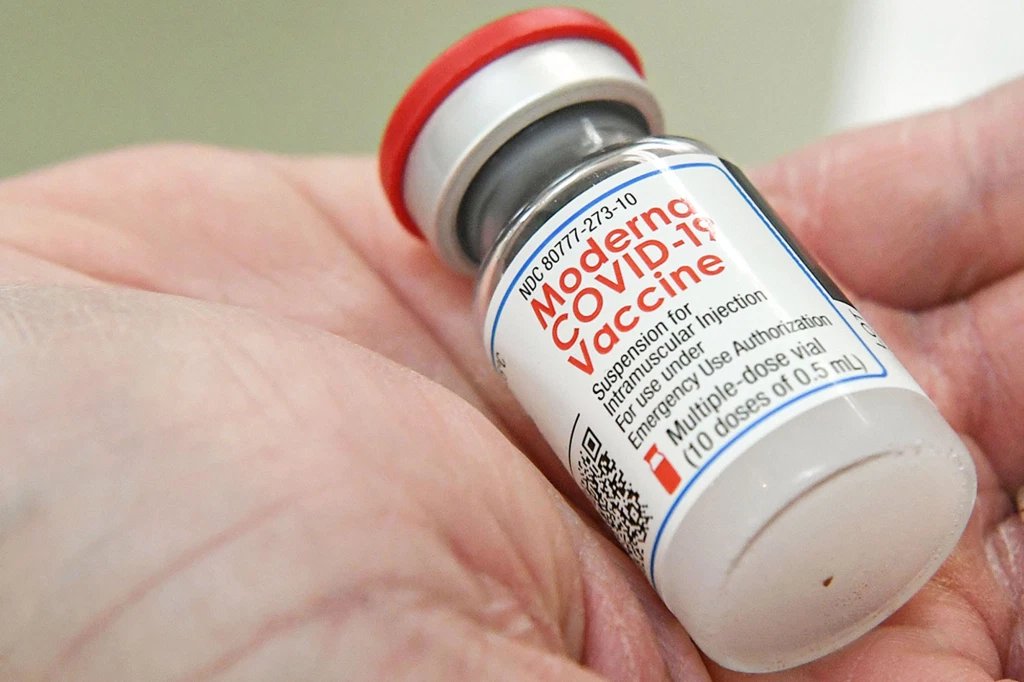 NDC 80777-273-10
Moderna
COVID-19
Vaccine
Suspension for
Intramuscular Injection
For use under
Emergency Use Authorization
Multiple-dose vial
(10 doses of 0.5 mL)